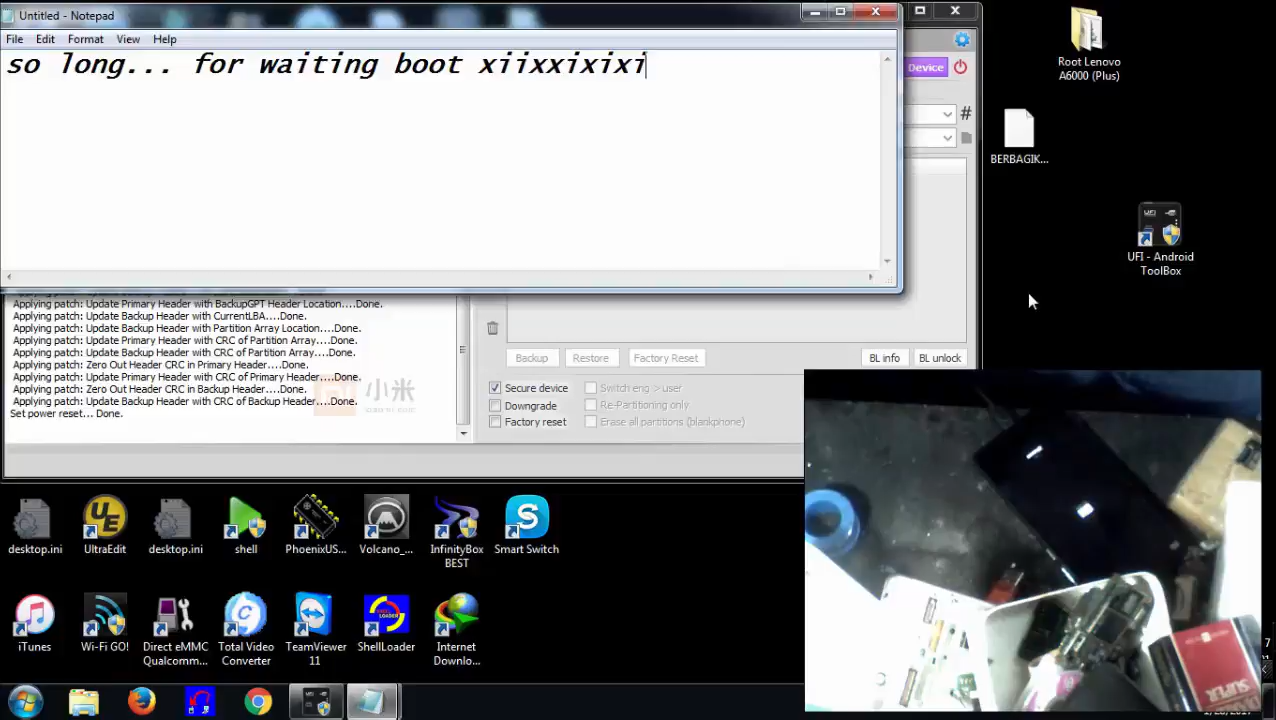 Untitled - Notepad
File Edit Format View Help
so long... for waiting boot xiixxixixi
Device
#
Applying patch: Update Primary Header with BackupGPT Header Location....Done.
Applying patch: Update Backup Header with CurrentLBA....Done.
Applying patch: Update Backup Header with Partition Array Location....Done.
Applying patch: Update Primary Header with CRC of Partition Array....Done.
Applying patch: Update Backup Header with CRC of Partition Array....Done.
Applying patch: Zero Out Header CRC in Primary Header....Done.
Applying patch: Update Primary Header with CRC of Primary Header....Done.
Applying patch: Zero Out Header CRC in Backup Header....Done.
Applying patch: Update Backup Header with CRC of Backup Header....Done.
Set power reset... Done.
小米
Backup Restore Factory Reset BL info BL unlock
Secure device Switch eng > user
Downgrade Re-Partitioning only
Factory reset Erase all partitions (blankphone)
Root Lenovo
A6000 (Plus)
BERBAGIK...
UFI - Android
ToolBox
desktop.ini UltraEdit desktop.ini shell PhoenixUS... Volcano_... InfinityBox
BEST
Smart Switch
iTunes Wi-Fi GO! Direct eMMC
Qualcomm...
Total Video
Converter
TeamViewer
11
ShellLoader Internet
Downlo...